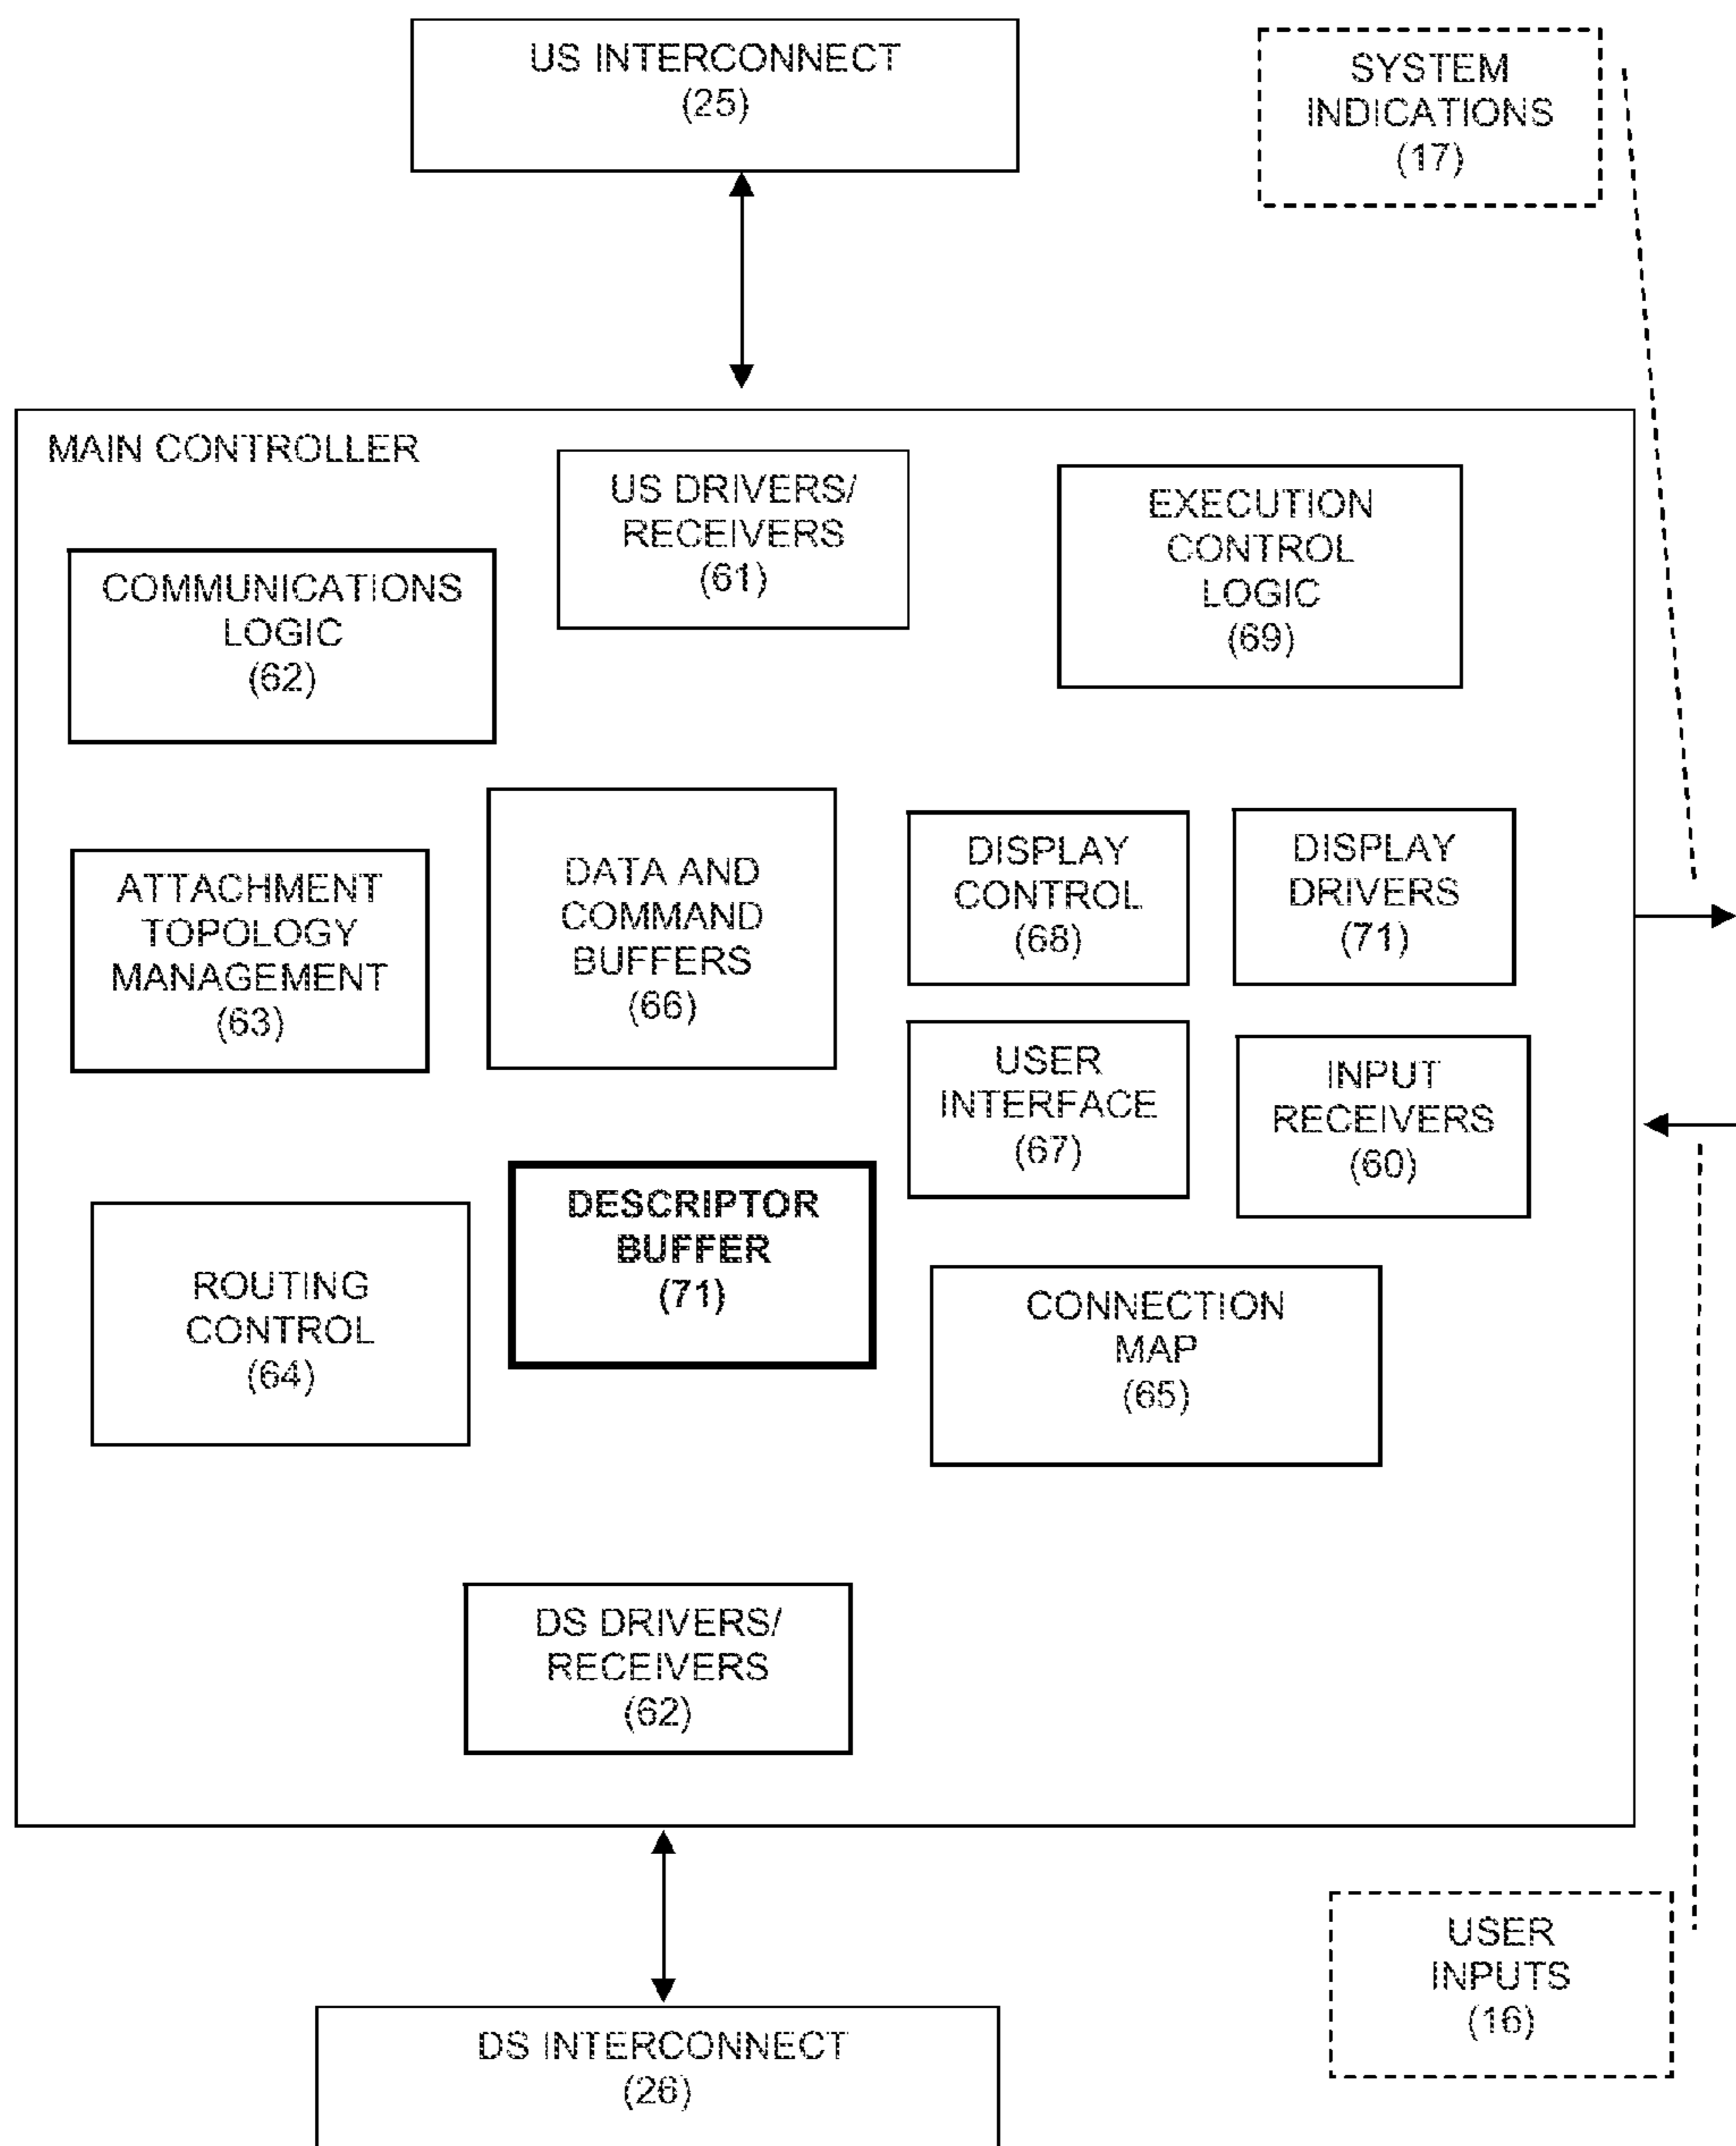 US INTERCONNECT
(25)
SYSTEM
INDICATIONS
(17)
MAIN CONTROLLER
US DRIVERS/
RECEIVERS
(61)
EXECUTION
CONTROL
LOGIC
(69)
COMMUNICATIONS
LOGIC
(62)
ATTACHMENT
TOPOLOGY
MANAGEMENT
(63)
DATA AND
COMMAND
BUFFERS
(66)
DISPLAY
CONTROL
(68)
DISPLAY
DRIVERS
(71)
USER
INTERFACE
(67)
INPUT
RECEIVERS
(60)
ROUTING
CONTROL
(64)
DESCRIPTOR
BUFFER
(71)
CONNECTION
MAP
(65)
DS DRIVERS/
RECEIVERS
(62)
USER
INPUTS
(16)
DS INTERCONNECT
(26)